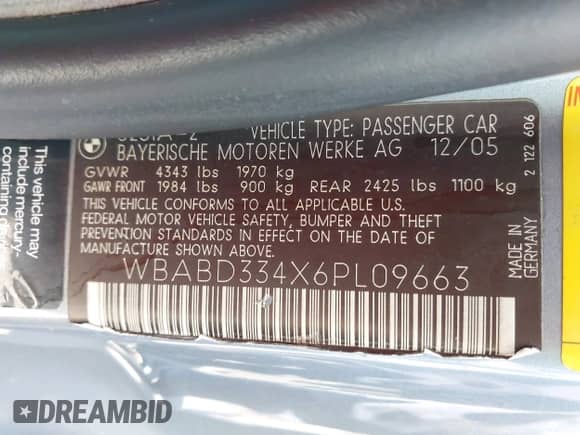 VEHICLE TYPE: PASSENGER CAR
BAYERISCHE MOTOREN WERKE AG 12/05
GVWR 4343 lbs 1970 kg
GAWR FRONT 1984 lbs 900 kg REAR 2425 lbs 1100 kg
THIS VEHICLE CONFORMS TO ALL APPLICABLE U.S.
FEDERAL MOTOR VEHICLE SAFETY, BUMPER AND THEFT
PREVENTION STANDARDS IN EFFECT ON THE DATE OF
MANUFACTURE SHOWN ABOVE.
WBABD334X6PL09663
MADE IN
GERMANY
2 122 606
This vehicle may
include mercury-
containing
DREAMBID